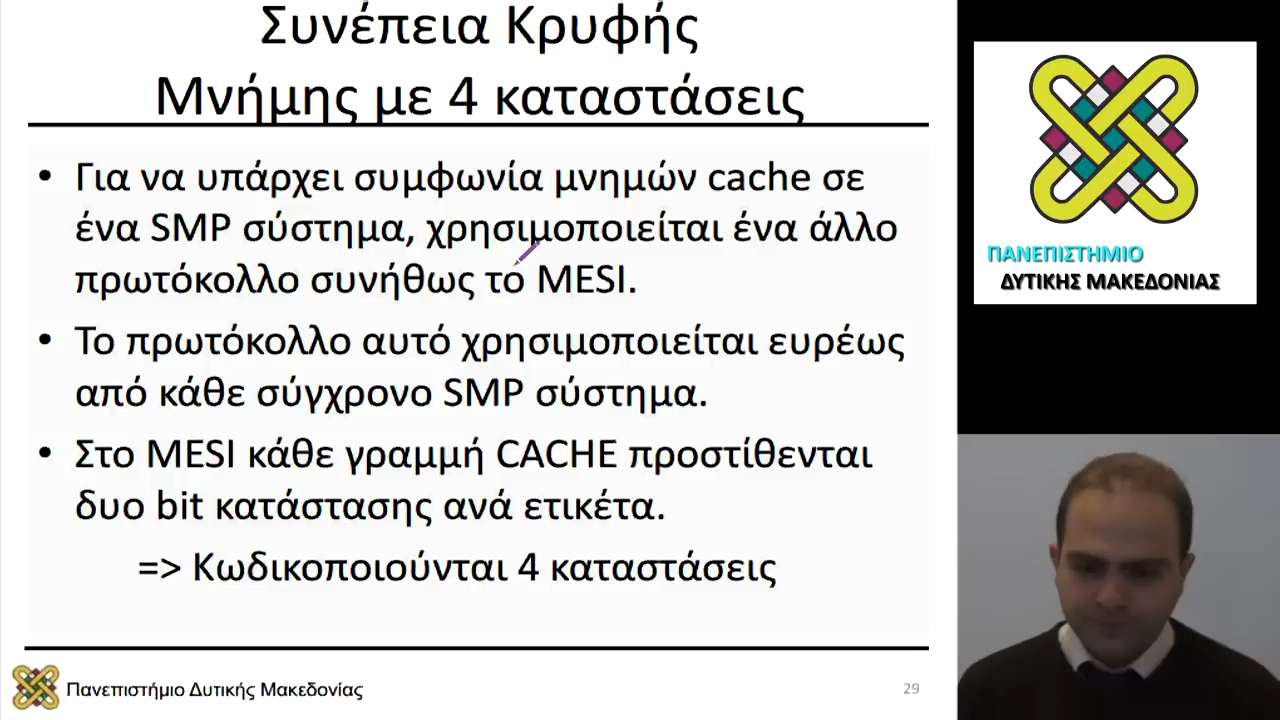 Συνέπεια Κρυφής
Μνήμης με 4 καταστάσεις
• Για να υπάρχει συμφωνία μνημών cache σε
ένα SMP σύστημα, χρησιμοποιείται ένα άλλο
πρωτόκολλο συνήθως το MESI.
• Το πρωτόκολλο αυτό χρησιμοποιείται ευρέως
από κάθε σύγχρονο SMP σύστημα.
• Στο MESI κάθε γραμμή CACHE προστίθενται
δυο bit κατάστασης ανά ετικέτα.
=> Κωδικοποιούνται 4 καταστάσεις
Πανεπιστήμιο Δυτικής Μακεδονίας
29
ΠΑΝΕΠΙΣΤΗΜΙΟ
ΔΥΤΙΚΗΣ ΜΑΚΕΔΟΝΙΑΣ